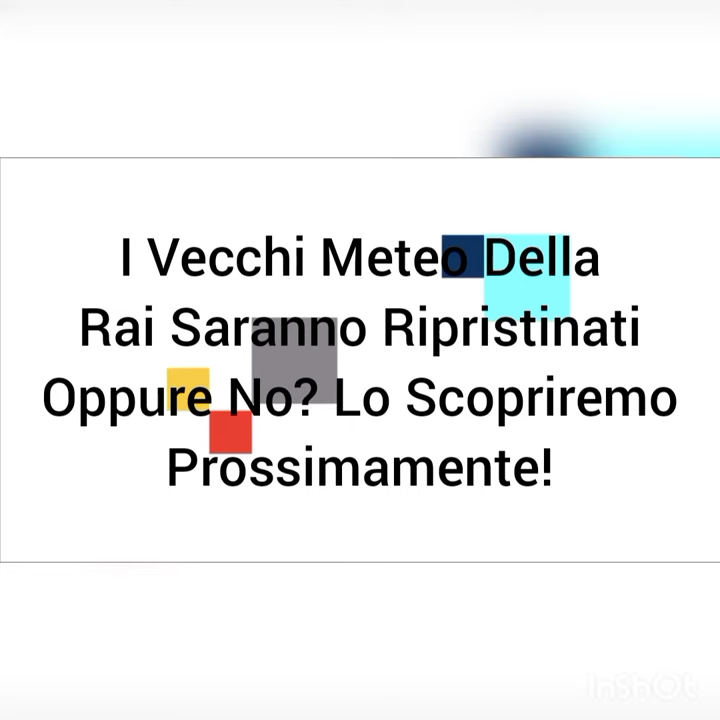 I Vecchi Meteo Della
Rai Saranno Ripristinati
Oppure No? Lo Scopriremo
Prossimamente!
InShOt